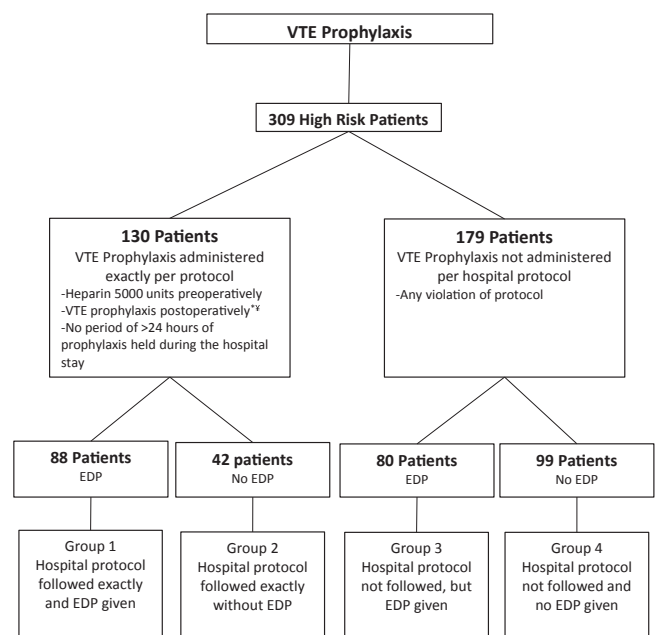 VTE Prophylaxis
309 High Risk Patients
130 Patients
VTE Prophylaxis administered
exactly per protocol
-Heparin 5000 units preoperatively
-VTE prophylaxis postoperatively*¥
-No period of >24 hours of
prophylaxis held during the hospital
stay
179 Patients
VTE Prophylaxis not administered
per hospital protocol
-Any violation of protocol
88 Patients
EDP
42 patients
No EDP
80 Patients
EDP
99 Patients
No EDP
Group 1
Hospital protocol
followed exactly
and EDP given
Group 2
Hospital protocol
followed exactly
without EDP
Group 3
Hospital protocol
not followed, but
EDP given
Group 4
Hospital protocol
not followed and
no EDP given